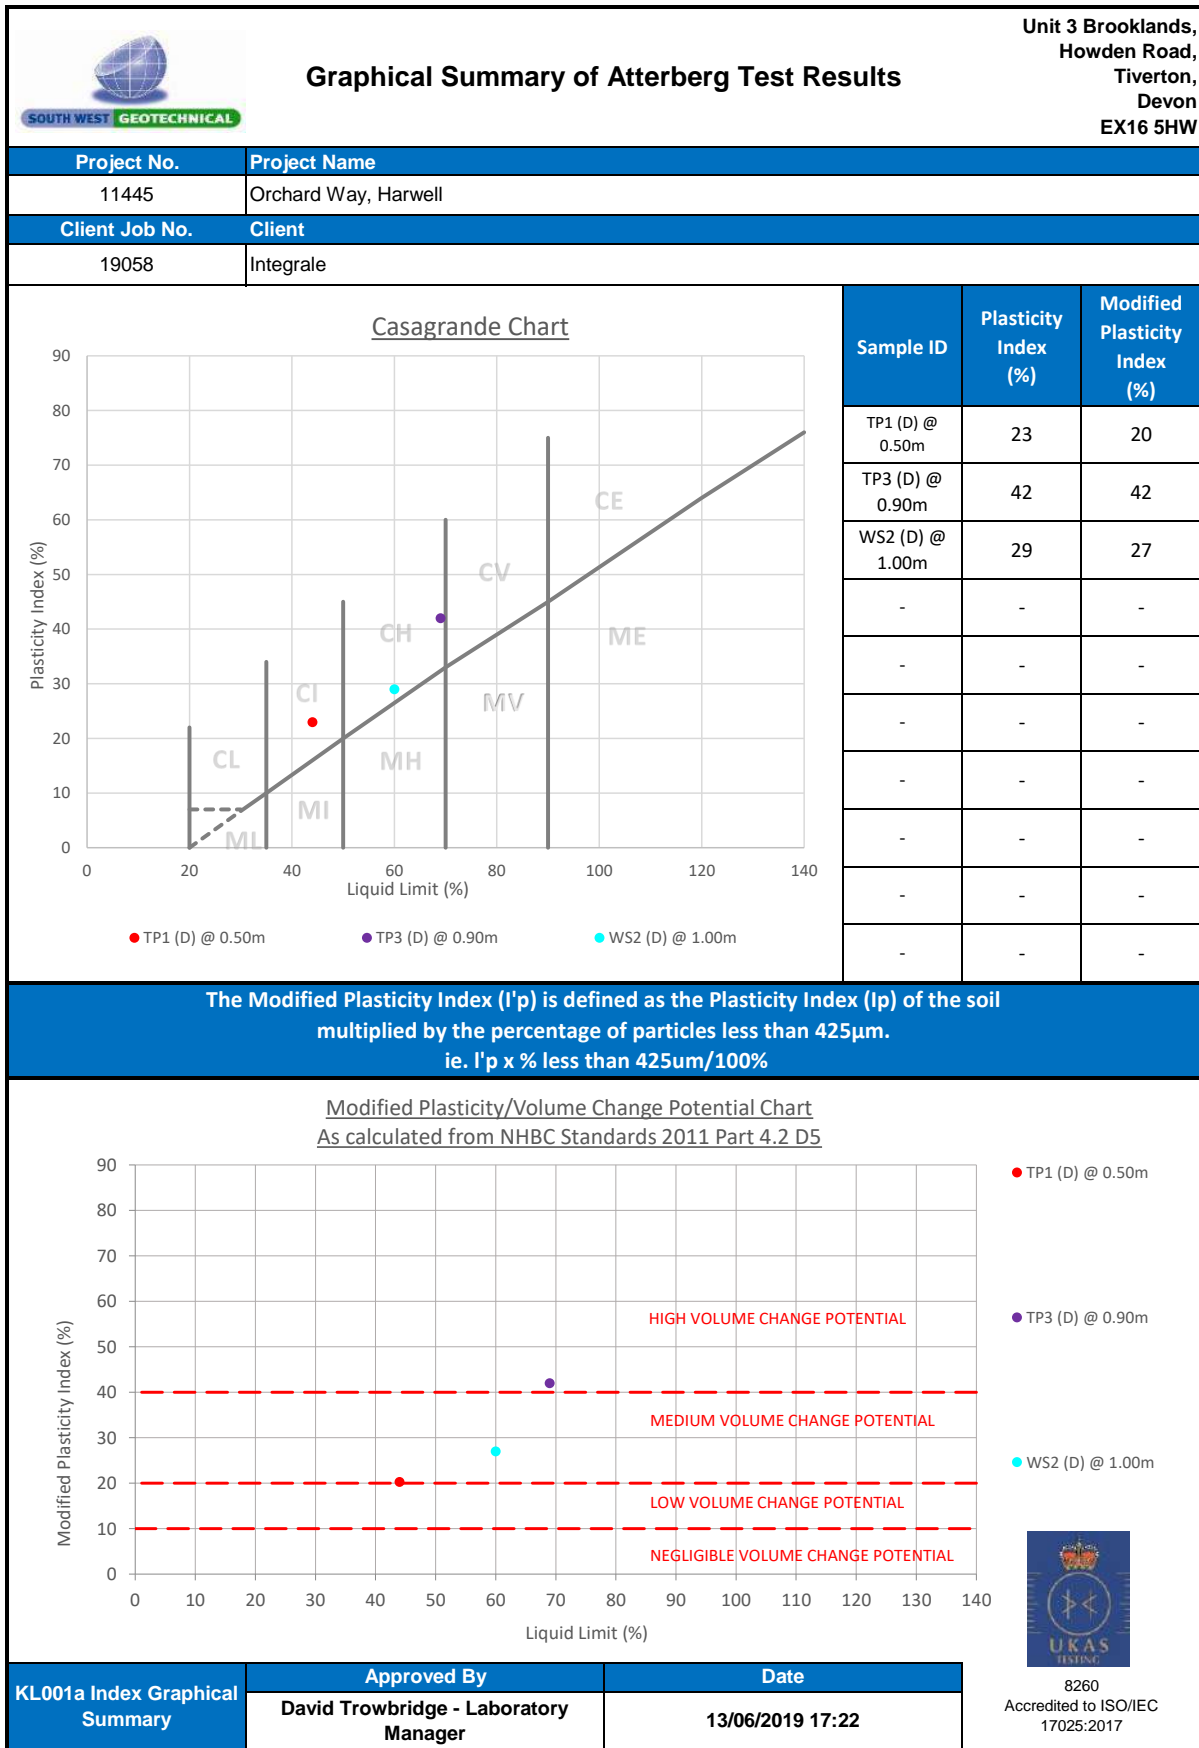 SOUTH WEST GEOTECHNICAL
Graphical Summary of Atterberg Test Results
Unit 3 Brooklands,
Howden Road,
Tiverton,
Devon
EX16 5HW
Project No. Project Name
11445 Orchard Way, Harwell
Client Job No. Client
19058 Integrale
Casagrande Chart
Plasticity Index (%)
90
80
70
60
50
40
30
20
10
0
CE
CV
CH
ME
CI
MV
CL
MH
MI
ML
0 20 40 60 80 100 120 140
Liquid Limit (%)
TP1 (D) @ 0.50m TP3 (D) @ 0.90m WS2 (D) @ 1.00m
Sample ID
Plasticity
Index
(%)
Modified
Plasticity
Index
(%)
TP1 (D) @
0.50m
23 20
TP3 (D) @
0.90m
42 42
WS2 (D) @
1.00m
29 27
- - -
- - -
- - -
- - -
- - -
- - -
- - -
The Modified Plasticity Index (I'p) is defined as the Plasticity Index (Ip) of the soil
multiplied by the percentage of particles less than 425µm.
ie. I'p x % less than 425um/100%
Modified Plasticity/Volume Change Potential Chart
As calculated from NHBC Standards 2011 Part 4.2 D5
Modified Plasticity Index (%)
90
80
70
60
50
40
30
20
10
0
HIGH VOLUME CHANGE POTENTIAL
MEDIUM VOLUME CHANGE POTENTIAL
LOW VOLUME CHANGE POTENTIAL
NEGLIGIBLE VOLUME CHANGE POTENTIAL
0 10 20 30 40 50 60 70 80 90 100 110 120 130 140
Liquid Limit (%)
TP1 (D) @ 0.50m
TP3 (D) @ 0.90m
WS2 (D) @ 1.00m
UKAS
TESTING
8260
Accredited to ISO/IEC
17025:2017
KL001a Index Graphical
Summary
Approved By
David Trowbridge - Laboratory
Manager
Date
13/06/2019 17:22